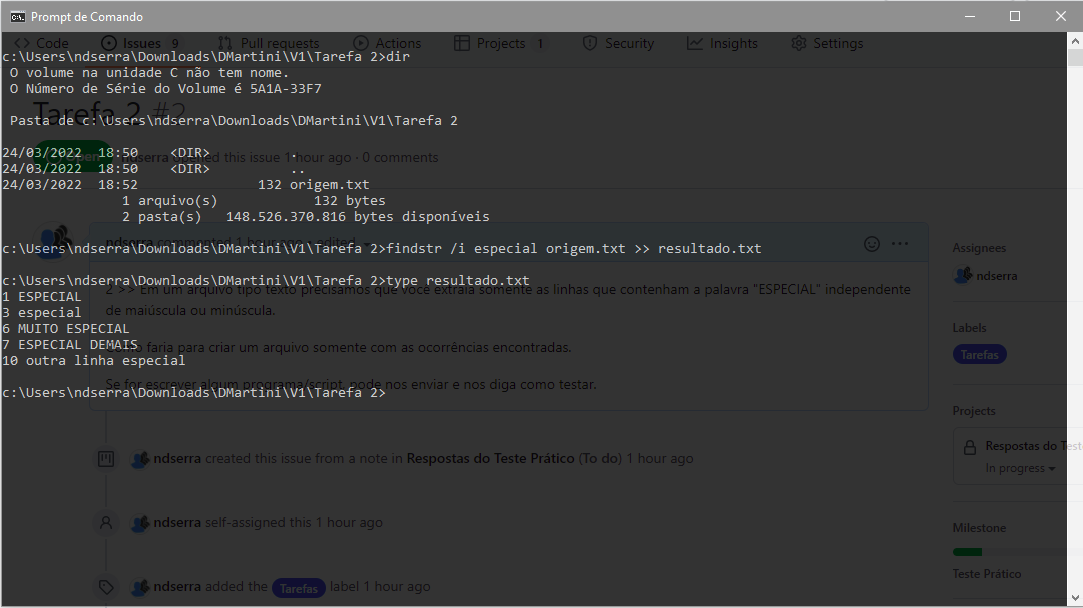 Prompt de Comando
Code Issues 9 Pull requests Actions Projects 1 Security Insights Settings
c:\Users\ndserra\Downloads\DMartini\V1\Tarefa 2>dir
O volume na unidade C não tem nome.
O Número de Série do Volume é 5A1A-33F7
Tarefa 2 #2
Pasta de c:\Users\ndserra\Downloads\DMartini\V1\Tarefa 2
24/03/2022 18:50 <DIR> .
Open ndserra opened this issue 1 hour ago · 0 comments
24/03/2022 18:50 <DIR> ..
24/03/2022 18:52 132 origem.txt
1 arquivo(s) 132 bytes
2 pasta(s) 148.526.370.816 bytes disponíveis
ndserra commented 1 hour ago · edited
c:\Users\ndserra\Downloads\DMartini\V1\Tarefa 2>findstr /i especial origem.txt >> resultado.txt
Assignees
ndserra
c:\Users\ndserra\Downloads\DMartini\V1\Tarefa 2>type resultado.txt
2 >> Em um arquivo tipo texto precisamos que você extraia somente as linhas que contenham a palavra "ESPECIAL" independente
de maiúscula ou minúscula.
1 ESPECIAL
3 especial
6 MUITO ESPECIAL
7 ESPECIAL DEMAIS
10 outra linha especial
Como faria para criar um arquivo somente com as ocorrências encontradas.
Se for escrever algum programa/script, pode nos enviar e nos diga como testar.
c:\Users\ndserra\Downloads\DMartini\V1\Tarefa 2>
Labels
Tarefas
Projects
Respostas do Test
In progress
ndserra created this issue from a note in Respostas do Teste Prático (To do) 1 hour ago
ndserra self-assigned this 1 hour ago
Milestone
Teste Prático
ndserra added the Tarefas label 1 hour ago